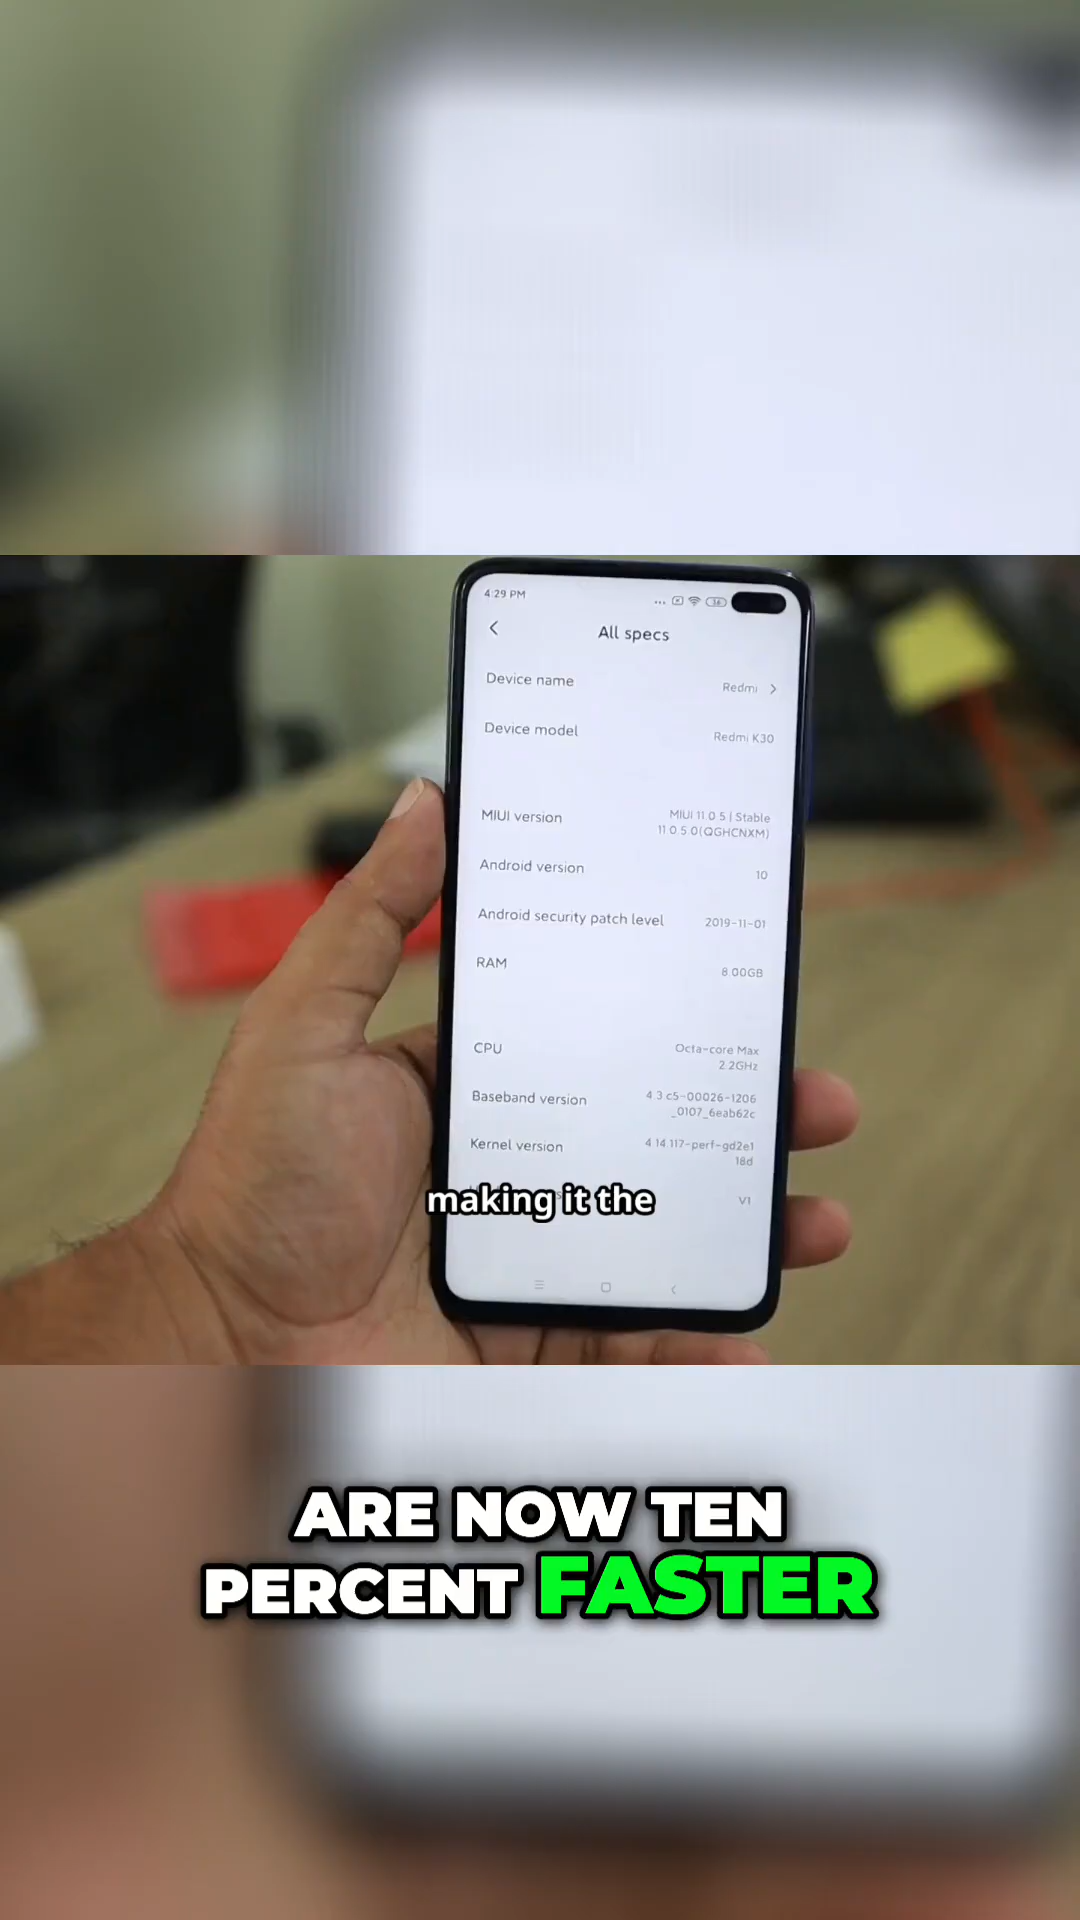 4:29 PM
All specs
Device name
Redmi
Device model
Redmi K30
MIUI version
MIUI 11.0.5 | Stable
11.0.5.0(QGHCNXM)
Android version
10
Android security patch level
2019-11-01
RAM
8.00GB
CPU
Octa-core Max
2.2GHz
Baseband version
4.3.c5-00026-1206
_0107_6eab62c
Kernel version
4.14.117-perf-gd2e1
18d
V1
making it the
ARE NOW TEN
PERCENT FASTER